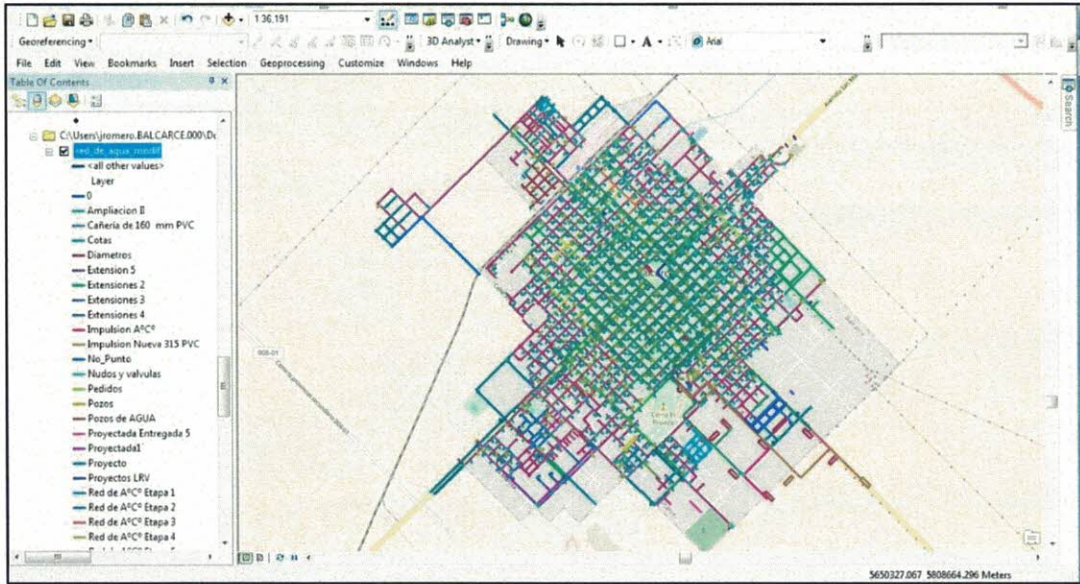 1:36.191
Georeferencing
3D Analyst
Drawing
Arial
File Edit View Bookmarks Insert Selection Geoprocessing Customize Windows Help
Table Of Contents
C:\Users\jromero.BALCARCE.000\De
red_de_agua_modif
<all other values>
Layer
0
Ampliacion II
Cañeria de 160 mm PVC
Cotas
Diametros
Extension 5
Extensiones 2
Extensiones 3
Extensiones 4
Impulsion AºCº
Impulsion Nueva 315 PVC
No_Punto
Nudos y valvulas
Pedidos
Pozos
Pozos de AGUA
Proyectada Entregada 5
Proyectada1
Proyecto
Proyectos LRV
Red de AºCº Etapa 1
Red de AºCº Etapa 2
Red de AºCº Etapa 3
Red de AºCº Etapa 4
Search
5650327.067 5808664.296 Meters